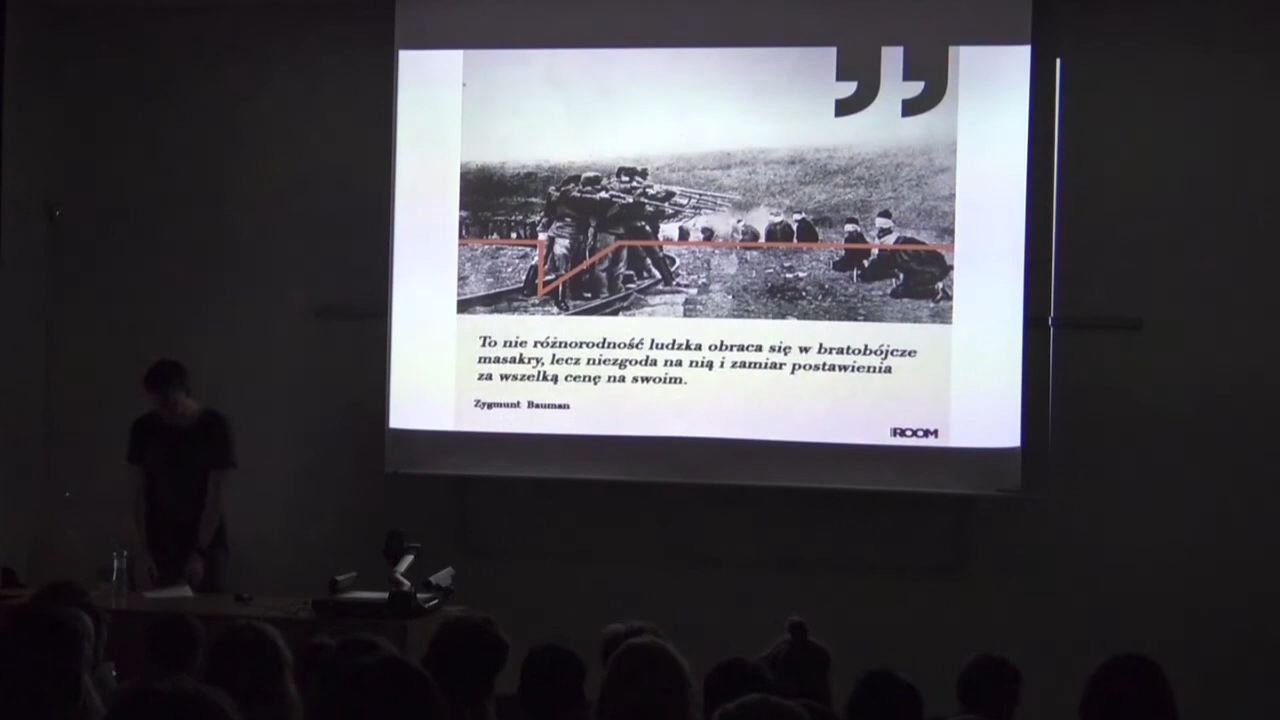 To nie różnorodność ludzka obraca się w bratobójcze
masakry, lecz niezgoda na nią i zamiar postawienia
za wszelką cenę na swoim.
Zygmunt Bauman
ROOM